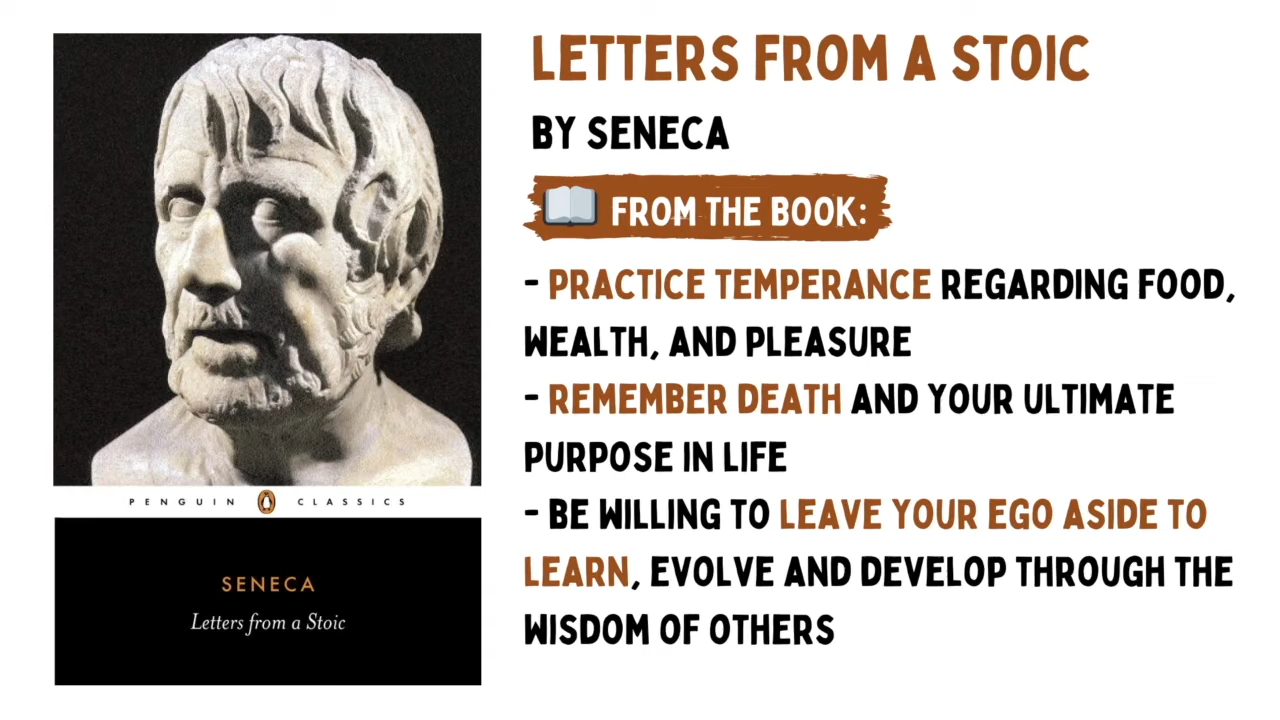 PENGUIN CLASSICS
SENECA
Letters from a Stoic
LETTERS FROM A STOIC
BY SENECA
📖 FROM THE BOOK:
- PRACTICE TEMPERANCE REGARDING FOOD,
WEALTH, AND PLEASURE
- REMEMBER DEATH AND YOUR ULTIMATE
PURPOSE IN LIFE
- BE WILLING TO LEAVE YOUR EGO ASIDE TO
LEARN, EVOLVE AND DEVELOP THROUGH THE
WISDOM OF OTHERS